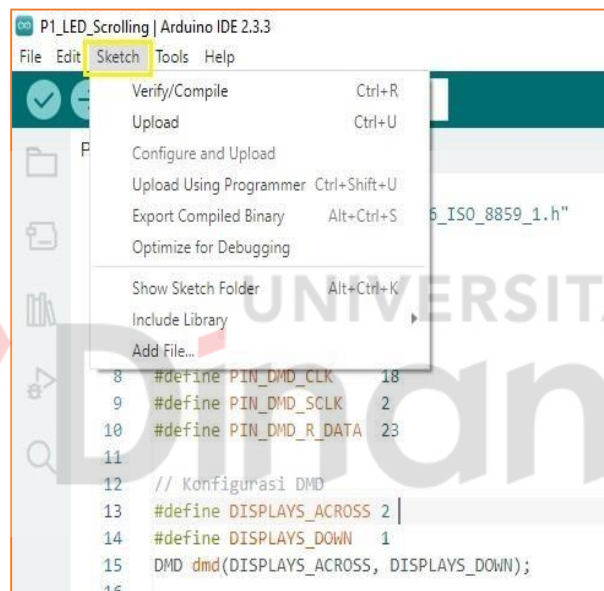 P1_LED_Scrolling | Arduino IDE 2.3.3
File Edit Sketch Tools Help
Verify/Compile Ctrl+R
Upload Ctrl+U
Configure and Upload
Upload Using Programmer Ctrl+Shift+U
Export Compiled Binary Alt+Ctrl+S
_ISO_8859_1.h"
Optimize for Debugging
Show Sketch Folder Alt+Ctrl+K
UNIVERSITA
Include Library
Add File...
Dinam
8 #define PIN_DMD_CLK 18
9 #define PIN_DMD_SCLK 2
10 #define PIN_DMD_R_DATA 23
11
12 // Konfigurasi DMD
13 #define DISPLAYS_ACROSS 2
14 #define DISPLAYS_DOWN 1
15 DMD dmd(DISPLAYS_ACROSS, DISPLAYS_DOWN);
16